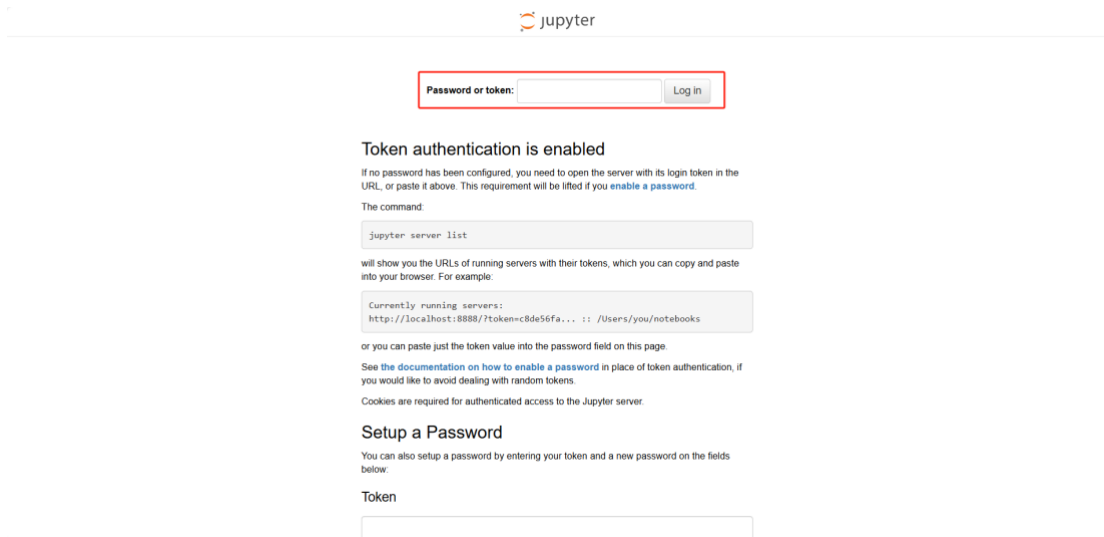 jupyter
Password or token:
Log in
Token authentication is enabled
If no password has been configured, you need to open the server with its login token in the
URL, or paste it above. This requirement will be lifted if you enable a password.
The command:
jupyter server list
will show you the URLs of running servers with their tokens, which you can copy and paste
into your browser. For example:
Currently running servers:
http://localhost:8888/?token=c8de56fa... :: /Users/you/notebooks
or you can paste just the token value into the password field on this page.
See the documentation on how to enable a password in place of token authentication, if
you would like to avoid dealing with random tokens.
Cookies are required for authenticated access to the Jupyter server.
Setup a Password
You can also setup a password by entering your token and a new password on the fields
below:
Token